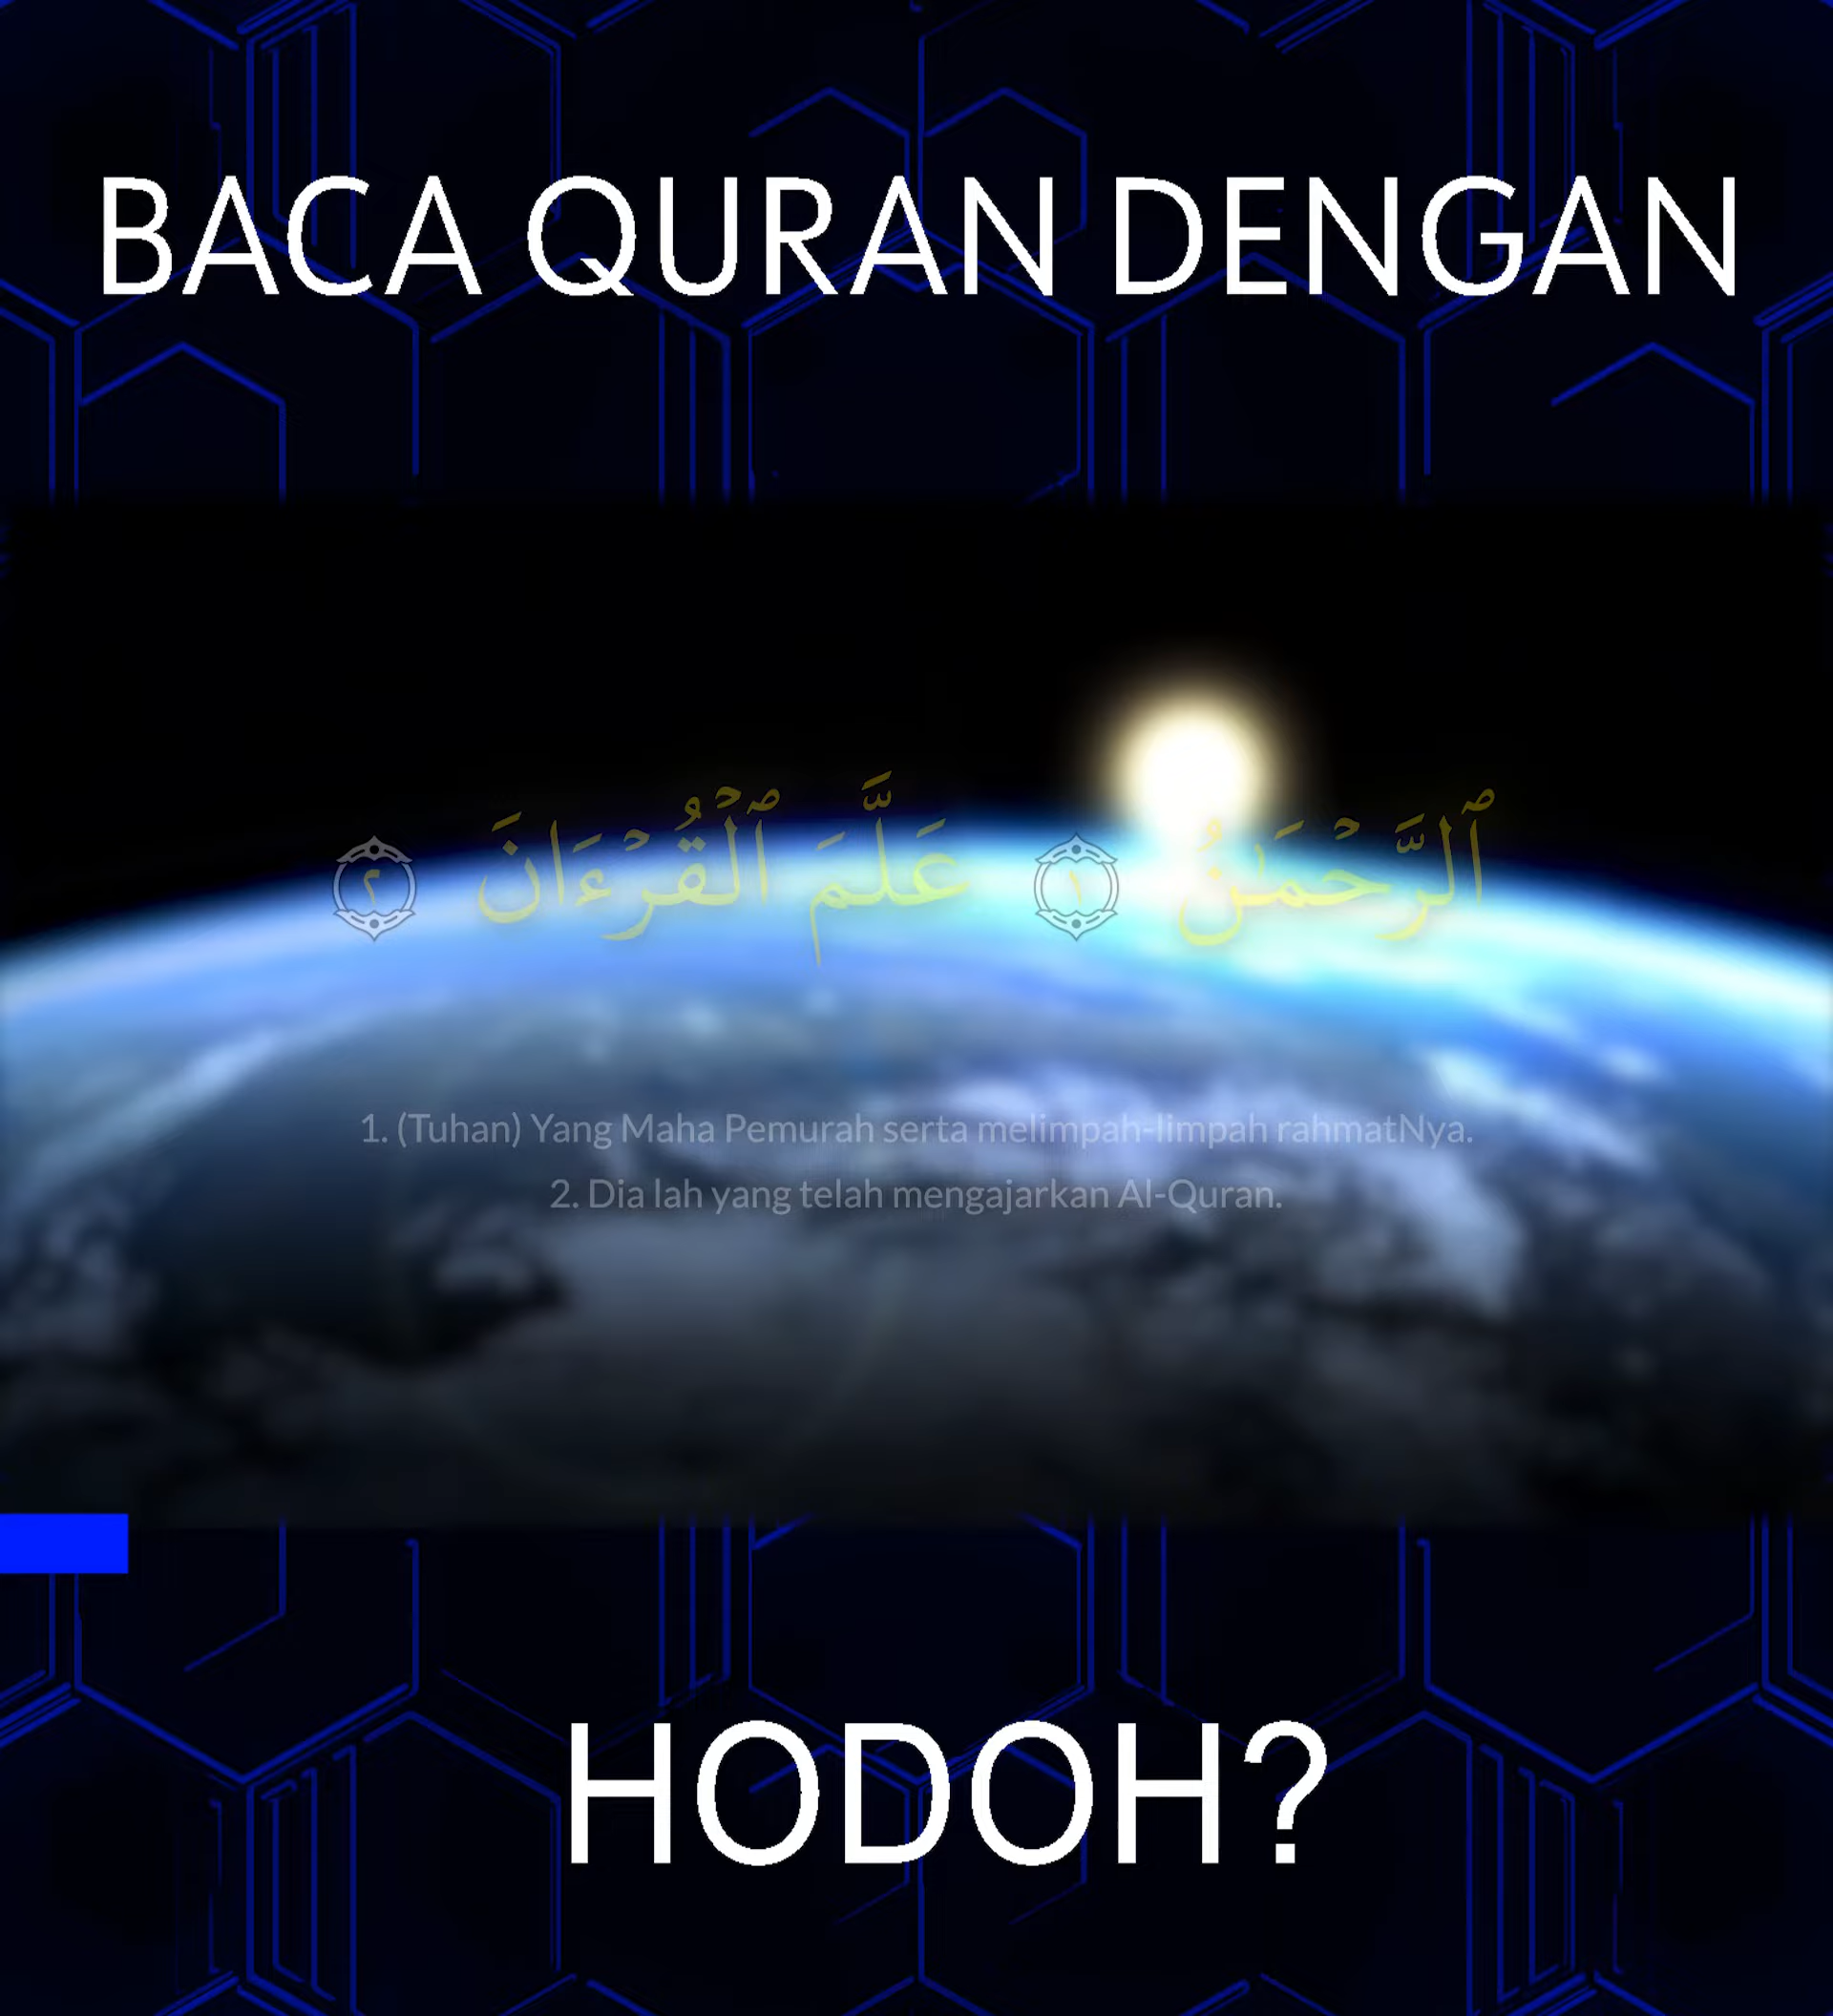 BACA QURAN DENGAN
ٱلرَّحْمَـٰنُ ١ عَلَّمَ ٱلْقُرْءَانَ ٢
1. (Tuhan) Yang Maha Pemurah serta melimpah-limpah rahmatNya.
2. Dia lah yang telah mengajarkan Al-Quran.
HODOH?